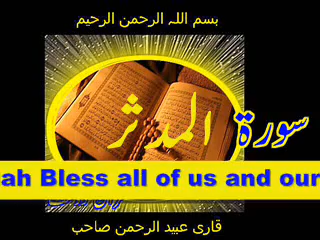 بسم اللہ الرحمن الرحیم
سورة المدثر
ah Bless all of us and our
قاری عبید الرحمن صاحب